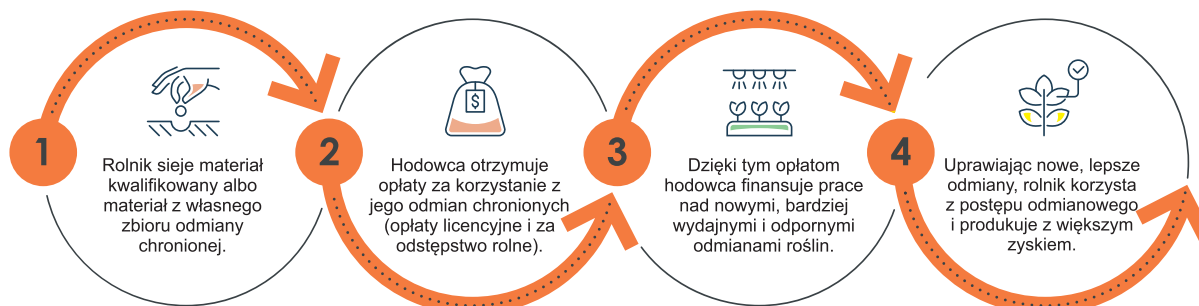 1
Rolnik sieje materiał
kwalifikowany albo
materiał z własnego
zbioru odmiany
chronionej.
2
$
Hodowca otrzymuje
opłaty za korzystanie z
jego odmian chronionych
(opłaty licencyjne i za
odstępstwo rolne).
3
Dzięki tym opłatom
hodowca finansuje prace
nad nowymi, bardziej
wydajnymi i odpornymi
odmianami roślin.
4
Uprawiając nowe, lepsze
odmiany, rolnik korzysta
z postępu odmianowego
i produkuje z większym
zyskiem.